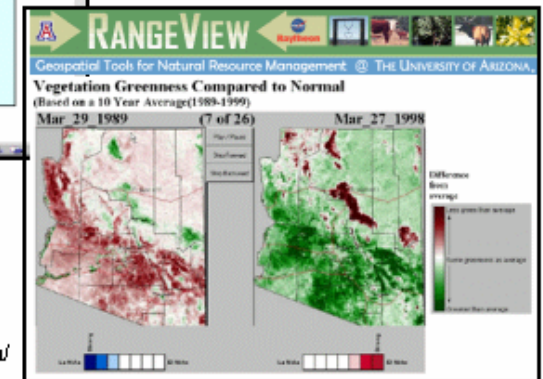 RANGEVIEW
Raytheon
Geospatial Tools for Natural Resource Management @ THE UNIVERSITY OF ARIZONA.
Vegetation Greenness Compared to Normal
(Based on a 10 Year Average(1989-1999)
Mar_29_1989 (7 of 26) Mar_27_1998
Difference
from
average
Less green than average
Same greenness as average
Greener than average
La Niña El Niño
La Niña El Niño